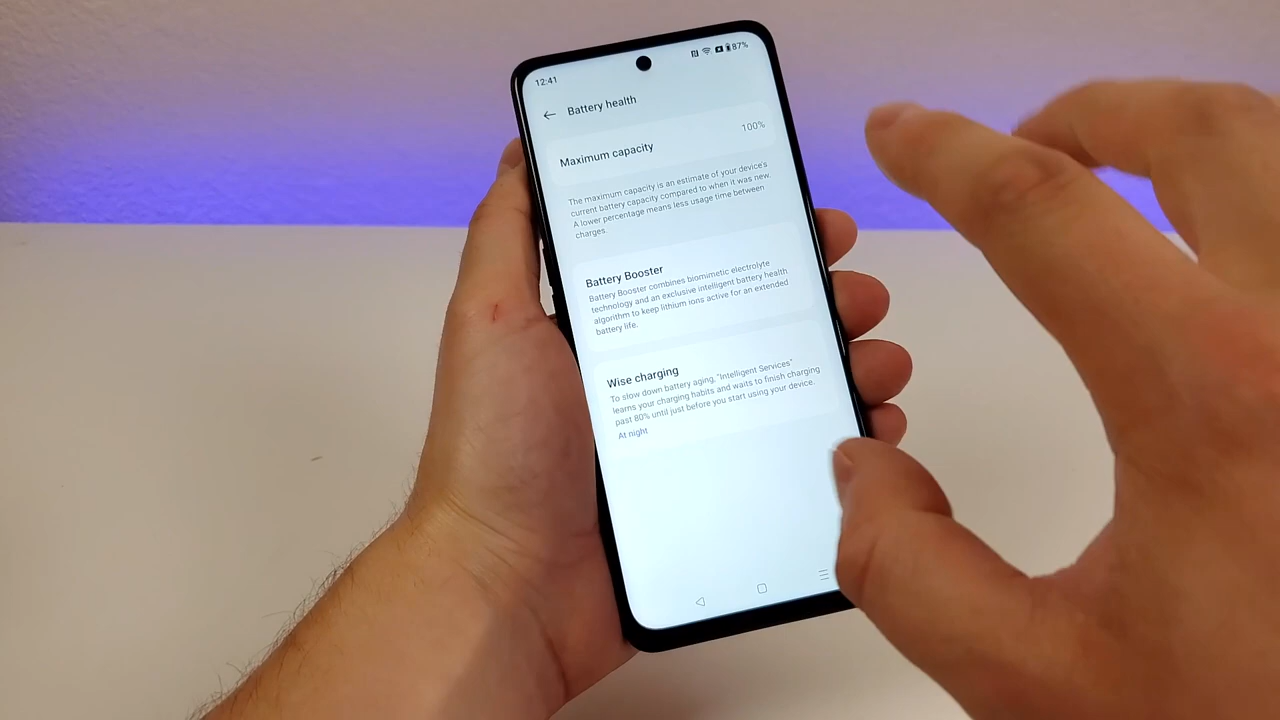 12:41
87%
Battery health
Maximum capacity
100%
The maximum capacity is an estimate of your device's
current battery capacity compared to when it was new.
A lower percentage means less usage time between
charges.
Battery Booster
Battery Booster combines biomimetic electrolyte
technology and an exclusive intelligent battery health
algorithm to keep lithium ions active for an extended
battery life.
Wise charging
To slow down battery aging, "Intelligent Services"
learns your charging habits and waits to finish charging
past 80% until just before you start using your device.
At night